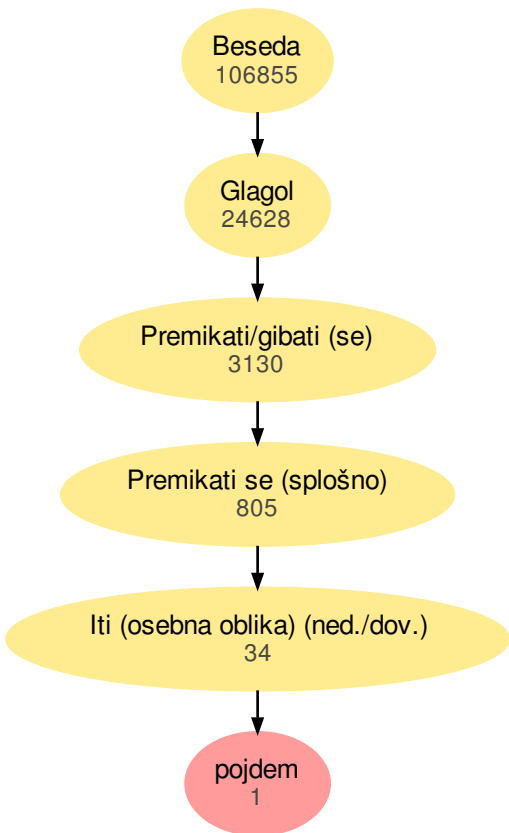 Beseda
106855
Glagol
24628
Premikati/gibati (se)
3130
Premikati se (splošno)
805
Iti (osebna oblika) (ned./dov.)
34
pojdem
1